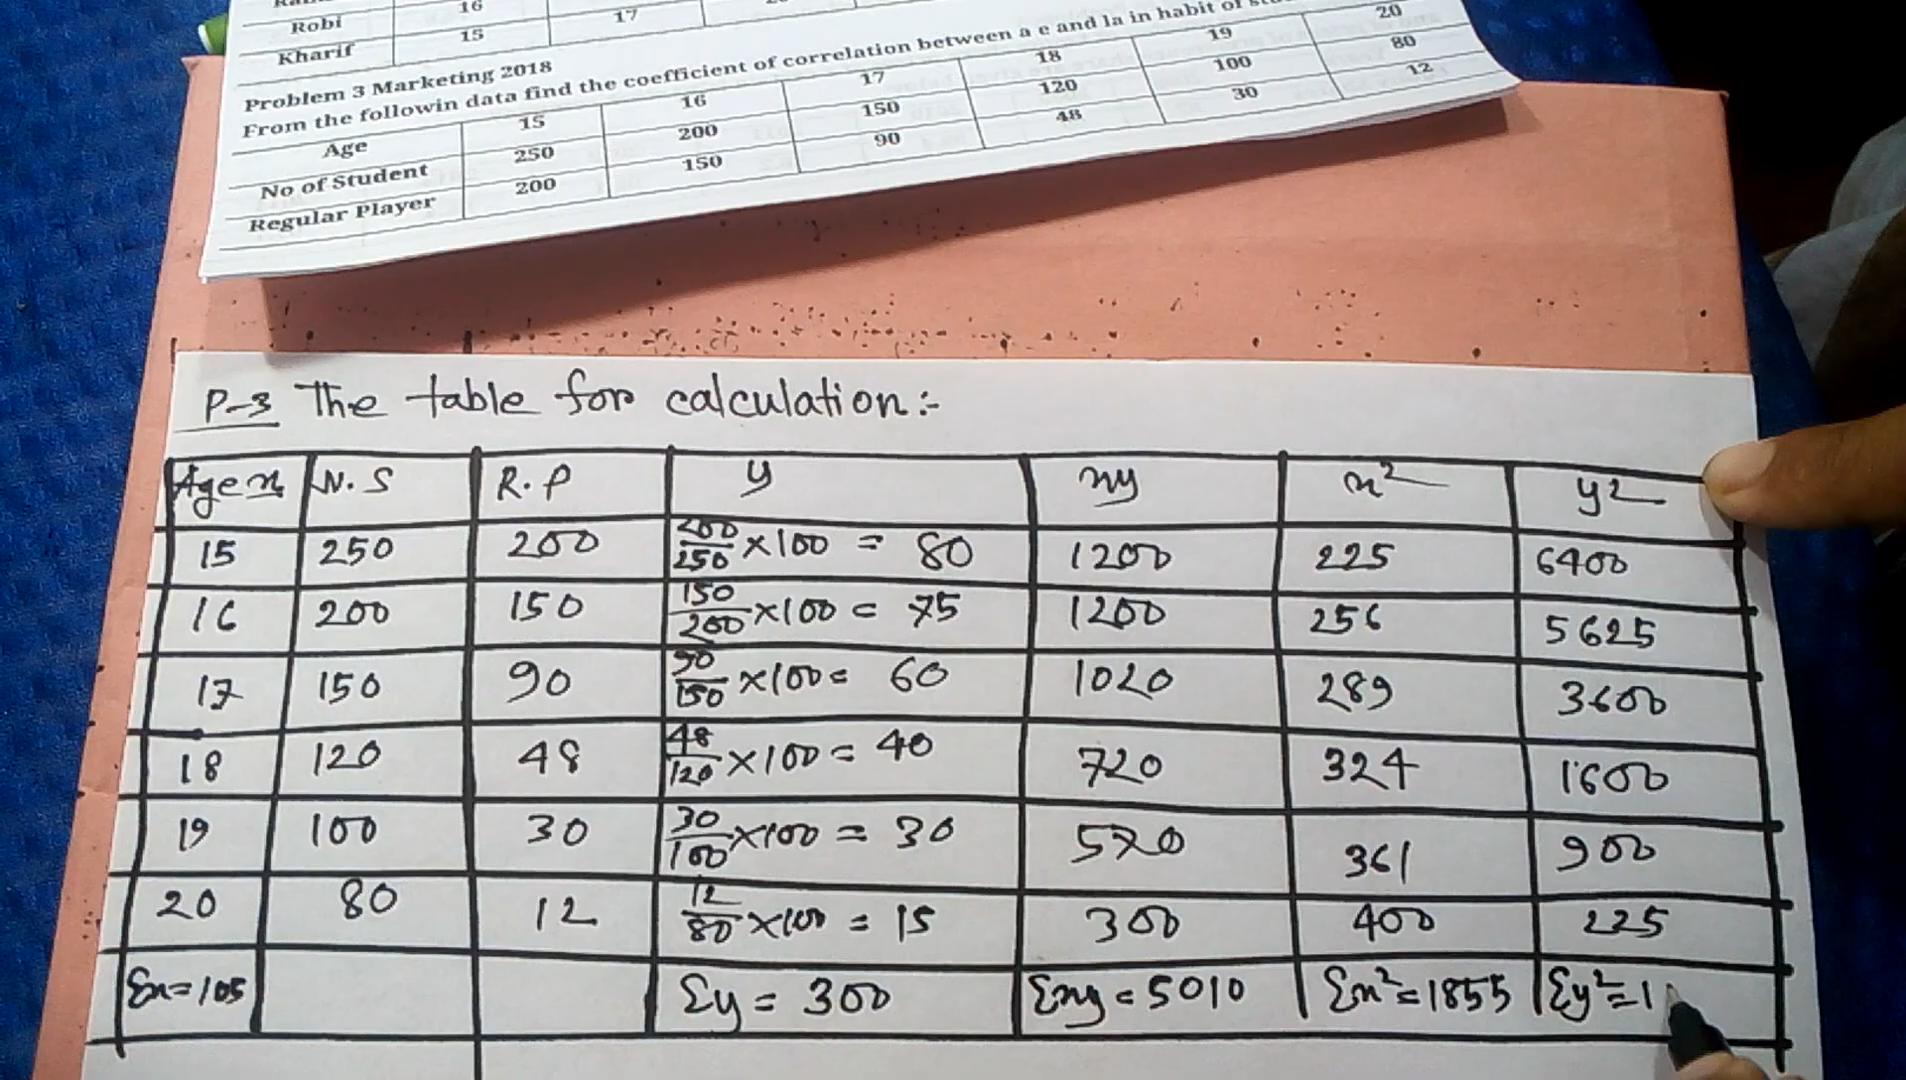 Robi 16 17
Kharif 15
Problem 3 Marketing 2018
From the followin data find the coefficient of correlation between a e and la in habit of
Age 15 16 17 18 19 20
No of Student 250 200 150 120 100 80
Regular Player 200 150 90 48 30 12
P-3 The table for calculation:-
Age x N.S R.P y xy x² y²
15 250 200 200/250 ×100 = 80 1200 225 6400
16 200 150 150/200 ×100 = 75 1200 256 5625
17 150 90 90/150 ×100 = 60 1020 289 3600
18 120 48 48/120 ×100 = 40 720 324 1600
19 100 30 30/100 ×100 = 30 570 361 900
20 80 12 12/80 ×100 = 15 300 400 225
Σx=105 Σy = 300 Σxy = 5010 Σx²=1855 Σy²=1